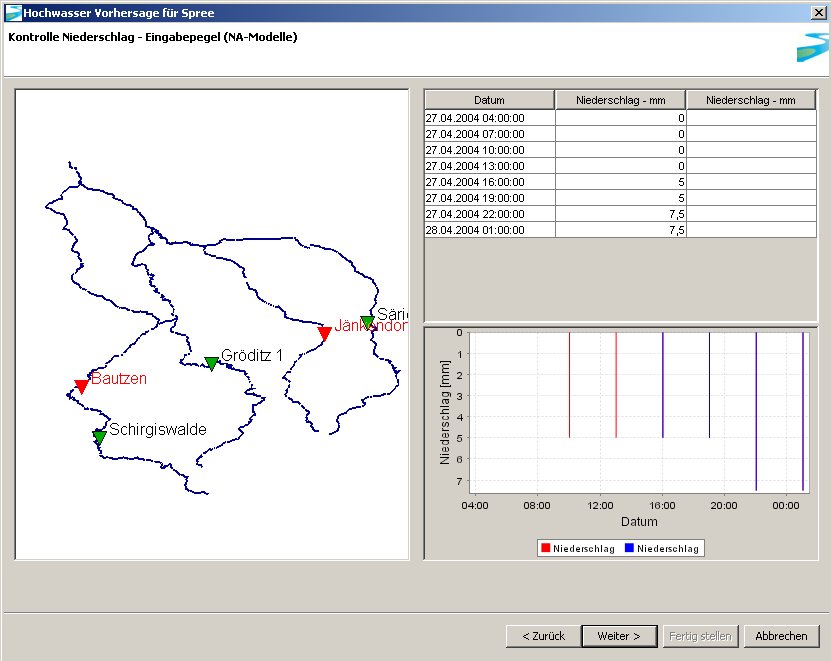 Hochwasser Vorhersage für Spree
Kontrolle Niederschlag - Eingabepegel (NA-Modelle)
Säric
Jänkendor
Gröditz 1
Bautzen
Schirgiswalde
Datum Niederschlag - mm Niederschlag - mm
27.04.2004 04:00:00 0
27.04.2004 07:00:00 0
27.04.2004 10:00:00 0
27.04.2004 13:00:00 0
27.04.2004 16:00:00 5
27.04.2004 19:00:00 5
27.04.2004 22:00:00 7,5
28.04.2004 01:00:00 7,5
Niederschlag [mm]
0
1
2
3
4
5
6
7
04:00 08:00 12:00 16:00 20:00 00:00
Datum
Niederschlag Niederschlag
< Zurück Weiter > Fertig stellen Abbrechen